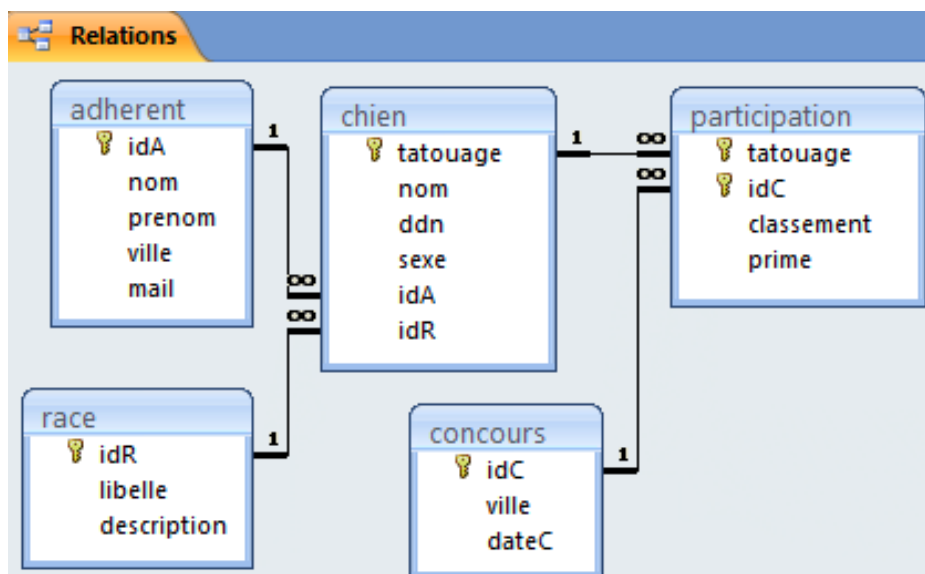 Relations
adherent
idA
nom
prenom
ville
mail
1
∞
chien
tatouage
nom
ddn
sexe
idA
idR
∞
1
∞
participation
tatouage
idC
classement
prime
∞
race
idR
libelle
description
1
concours
idC
ville
dateC
1